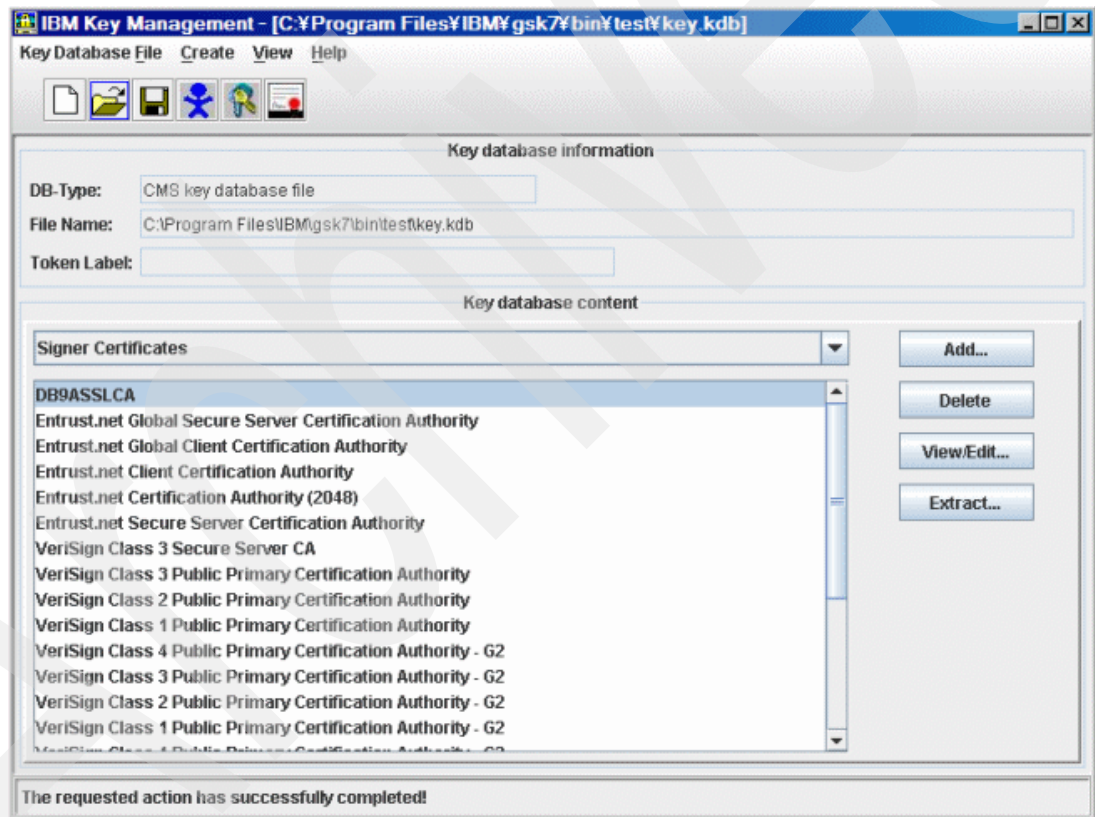 IBM Key Management - [C:¥Program Files¥IBM¥gsk7¥bin¥test¥key.kdb]
Key Database File Create View Help
Key database information
DB-Type: CMS key database file
File Name: C:\Program Files\IBM\gsk7\bin\test\key.kdb
Token Label:
Key database content
Signer Certificates
Add...
DB9ASSLCA
Delete
Entrust.net Global Secure Server Certification Authority
Entrust.net Global Client Certification Authority
View/Edit...
Entrust.net Client Certification Authority
Entrust.net Certification Authority (2048)
Extract...
Entrust.net Secure Server Certification Authority
VeriSign Class 3 Secure Server CA
VeriSign Class 3 Public Primary Certification Authority
VeriSign Class 2 Public Primary Certification Authority
VeriSign Class 1 Public Primary Certification Authority
VeriSign Class 4 Public Primary Certification Authority - G2
VeriSign Class 3 Public Primary Certification Authority - G2
VeriSign Class 2 Public Primary Certification Authority - G2
VeriSign Class 1 Public Primary Certification Authority - G2
The requested action has successfully completed!